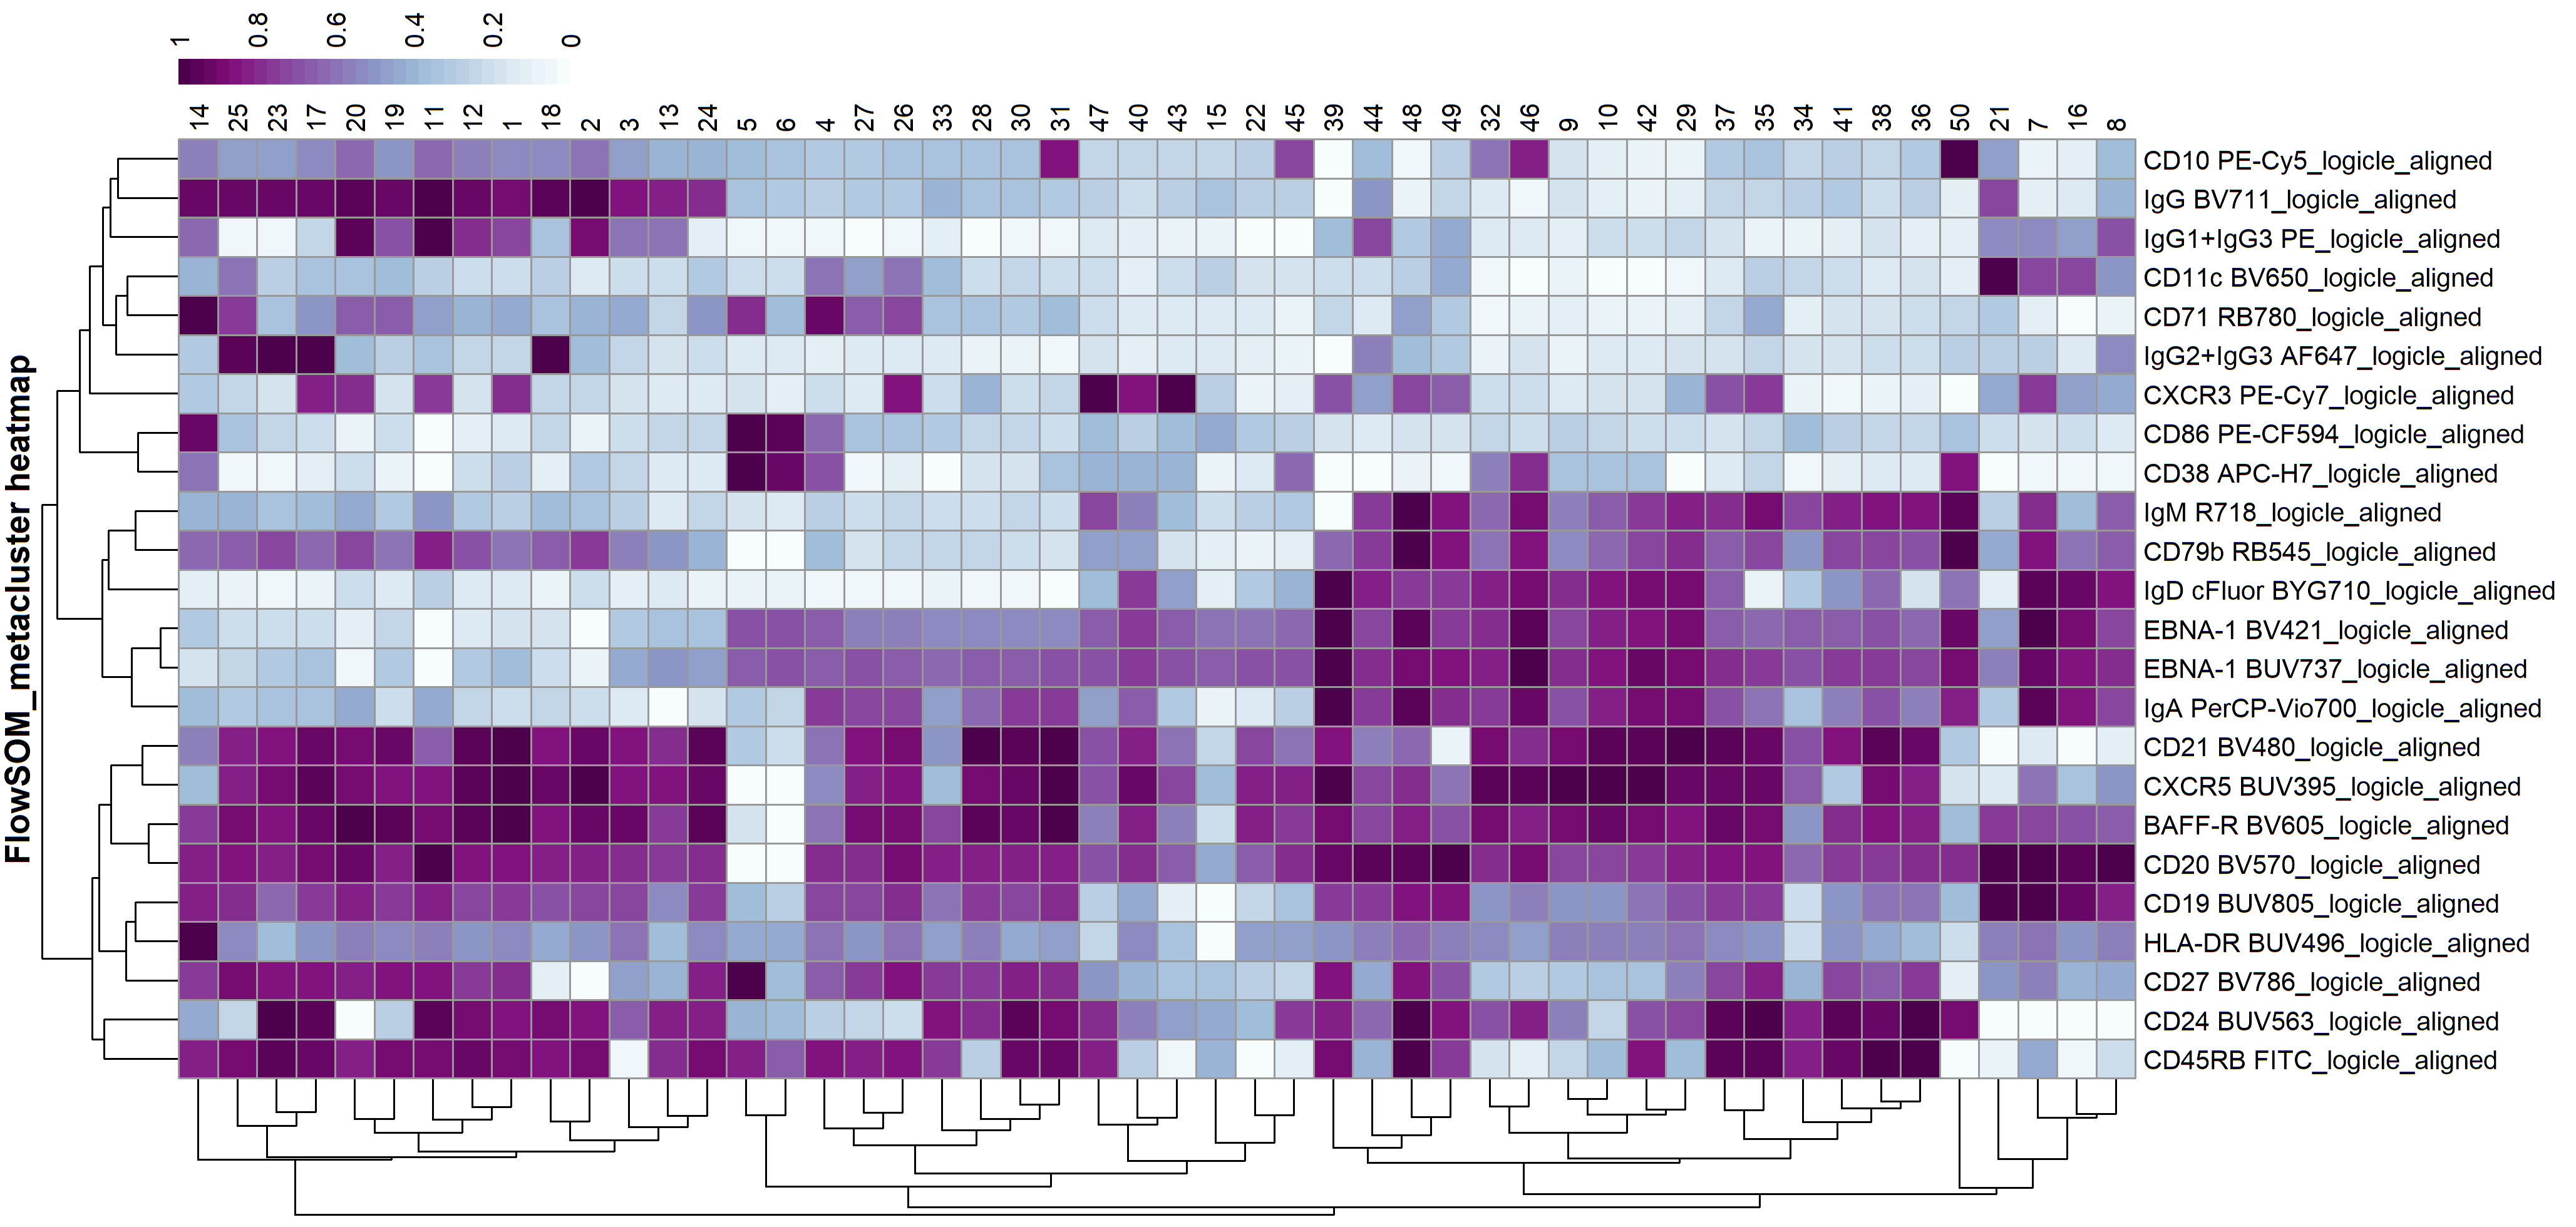 1 0.8 0.6 0.4 0.2 0
14 25 23 17 20 19 11 12 1 18 2 3 13 24 5 6 4 27 26 33 28 30 31 47 40 43 15 22 45 39 44 48 49 32 46 9 10 42 29 37 35 34 41 38 36 50 21 7 16 8
FlowSOM_metacluster heatmap
CD10 PE-Cy5_logicle_aligned
IgG BV711_logicle_aligned
IgG1+IgG3 PE_logicle_aligned
CD11c BV650_logicle_aligned
CD71 RB780_logicle_aligned
IgG2+IgG3 AF647_logicle_aligned
CXCR3 PE-Cy7_logicle_aligned
CD86 PE-CF594_logicle_aligned
CD38 APC-H7_logicle_aligned
IgM R718_logicle_aligned
CD79b RB545_logicle_aligned
IgD cFluor BYG710_logicle_aligned
EBNA-1 BV421_logicle_aligned
EBNA-1 BUV737_logicle_aligned
IgA PerCP-Vio700_logicle_aligned
CD21 BV480_logicle_aligned
CXCR5 BUV395_logicle_aligned
BAFF-R BV605_logicle_aligned
CD20 BV570_logicle_aligned
CD19 BUV805_logicle_aligned
HLA-DR BUV496_logicle_aligned
CD27 BV786_logicle_aligned
CD24 BUV563_logicle_aligned
CD45RB FITC_logicle_aligned